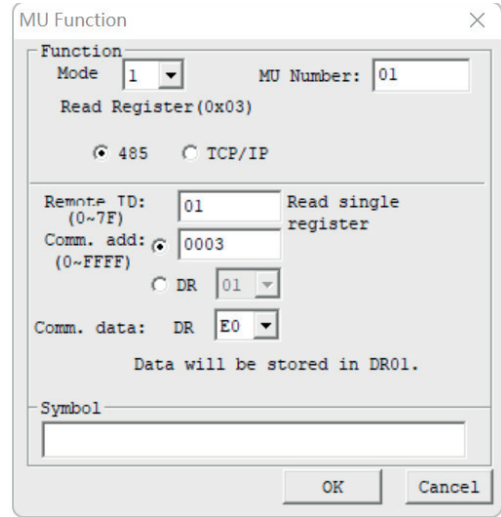 MU Function
Function
Mode 1 MU Number: 01
Read Register(0x03)
485 TCP/IP
Remote ID: 01 Read single
(0~7F) register
Comm. add: 0003
(0~FFFF)
DR 01
Comm. data: DR E0
Data will be stored in DR01.
Symbol
OK Cancel